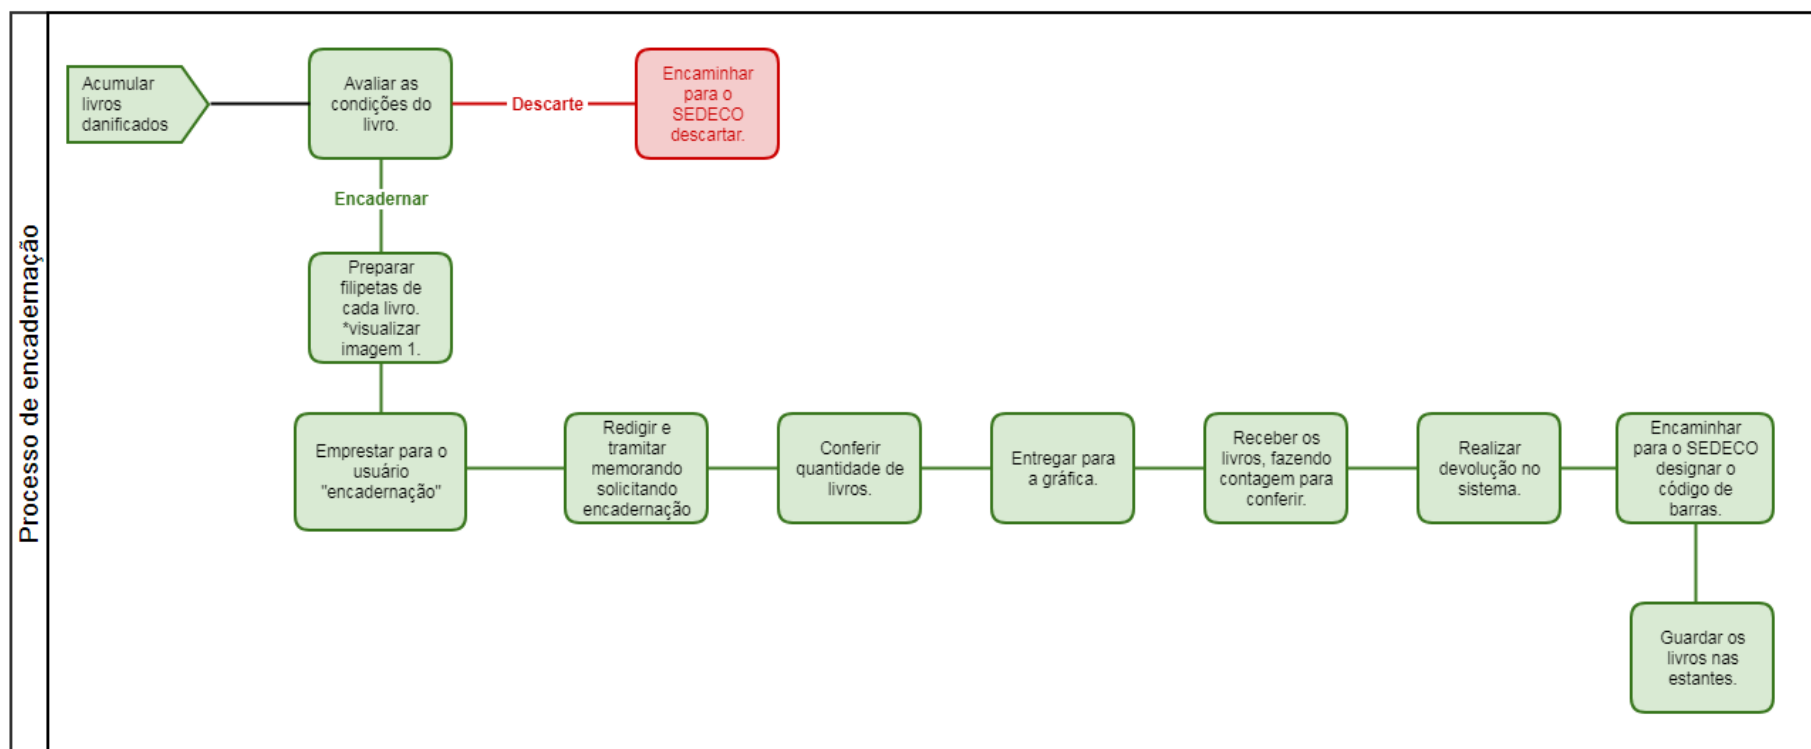 Processo de encadernação
Acumular
livros
danificados
Avaliar as
condições do
livro.
Descarte
Encaminhar
para o
SEDECO
descartar.
Encadernar
Preparar
filipetas de
cada livro.
*visualizar
imagem 1.
Emprestar para o
usuário
"encadernação"
Redigir e
tramitar
memorando
solicitando
encadernação
Conferir
quantidade de
livros.
Entregar para
a gráfica.
Receber os
livros, fazendo
contagem para
conferir.
Realizar
devolução no
sistema.
Encaminhar
para o SEDECO
designar o
código de
barras.
Guardar os
livros nas
estantes.